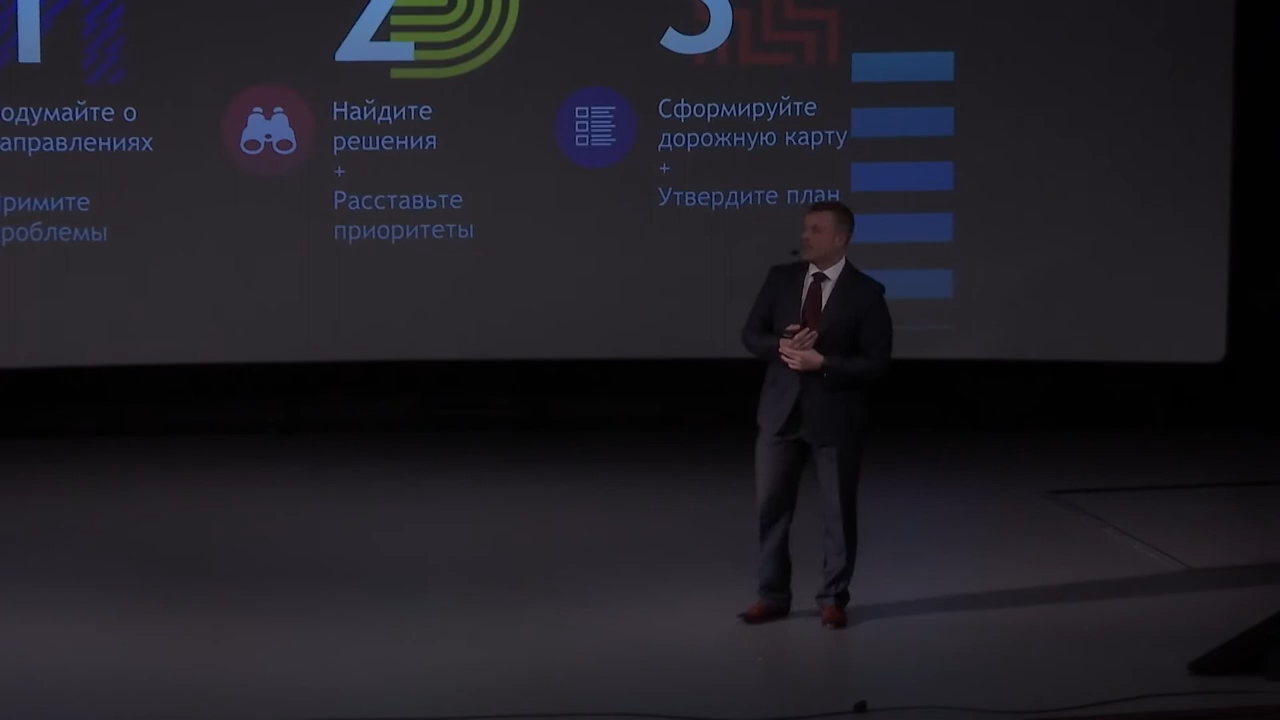 1
2
3
одумайте о
аправлениях
римите
роблемы
Найдите
решения
+
Расставьте
приоритеты
Сформируйте
дорожную карту
+
Утвердите план